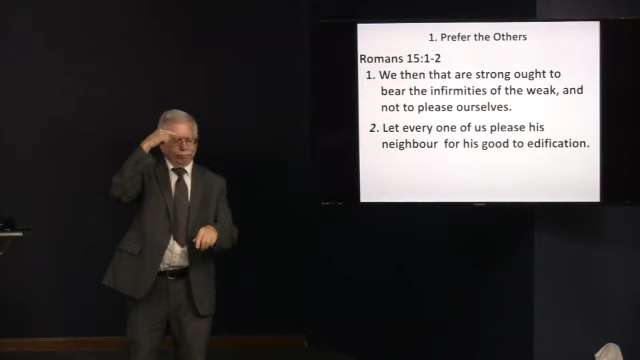 1. Prefer the Others
Romans 15:1-2
1. We then that are strong ought to
bear the infirmities of the weak, and
not to please ourselves.
2. Let every one of us please his
neighbour for his good to edification.